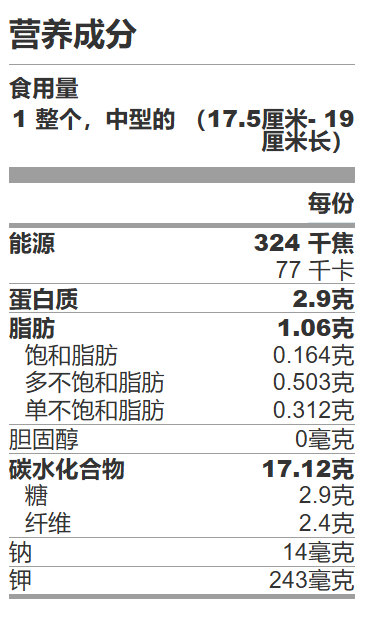 营养成分
食用量
1 整个，中型的 （17.5厘米- 19
厘米长）
每份
能源 324 千焦
77 千卡
蛋白质 2.9克
脂肪 1.06克
饱和脂肪 0.164克
多不饱和脂肪 0.503克
单不饱和脂肪 0.312克
胆固醇 0毫克
碳水化合物 17.12克
糖 2.9克
纤维 2.4克
钠 14毫克
钾 243毫克